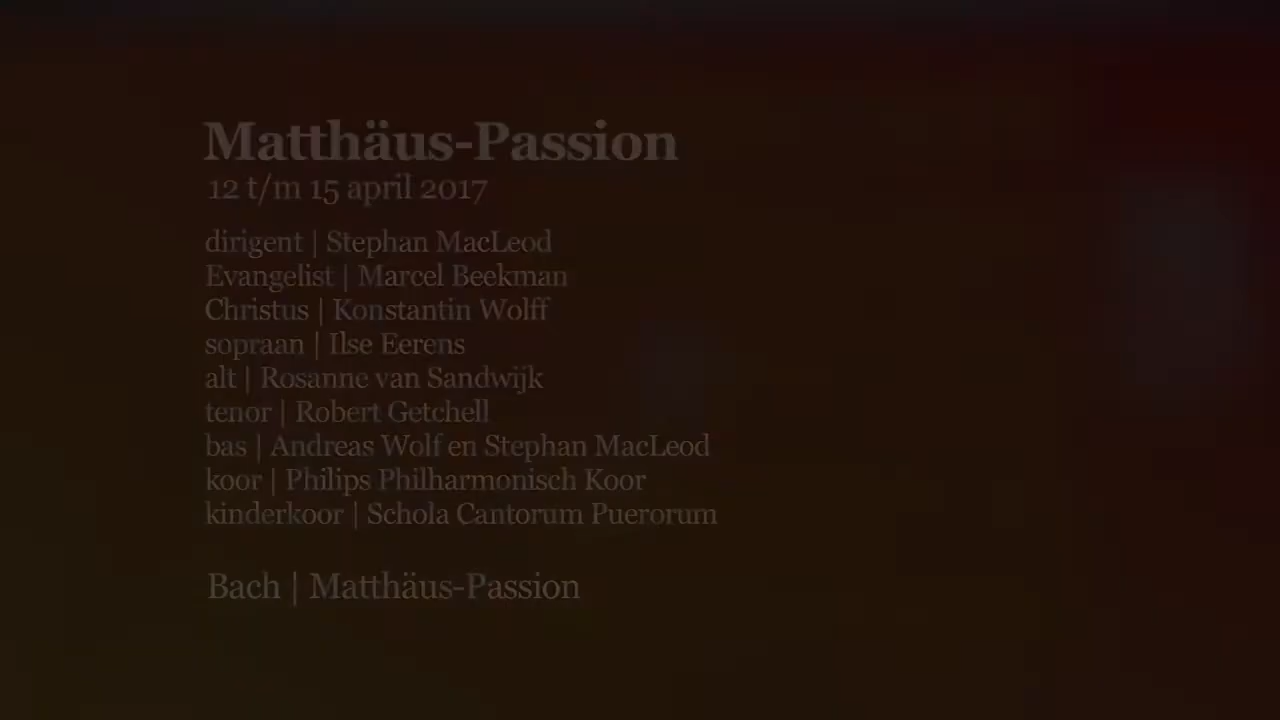 Matthäus-Passion
12 t/m 15 april 2017
dirigent | Stephan MacLeod
Evangelist | Marcel Beekman
Christus | Konstantin Wolff
sopraan | Ilse Eerens
alt | Rosanne van Sandwijk
tenor | Robert Getchell
bas | Andreas Wolf en Stephan MacLeod
koor | Philips Philharmonisch Koor
kinderkoor | Schola Cantorum Puerorum
Bach | Matthäus-Passion